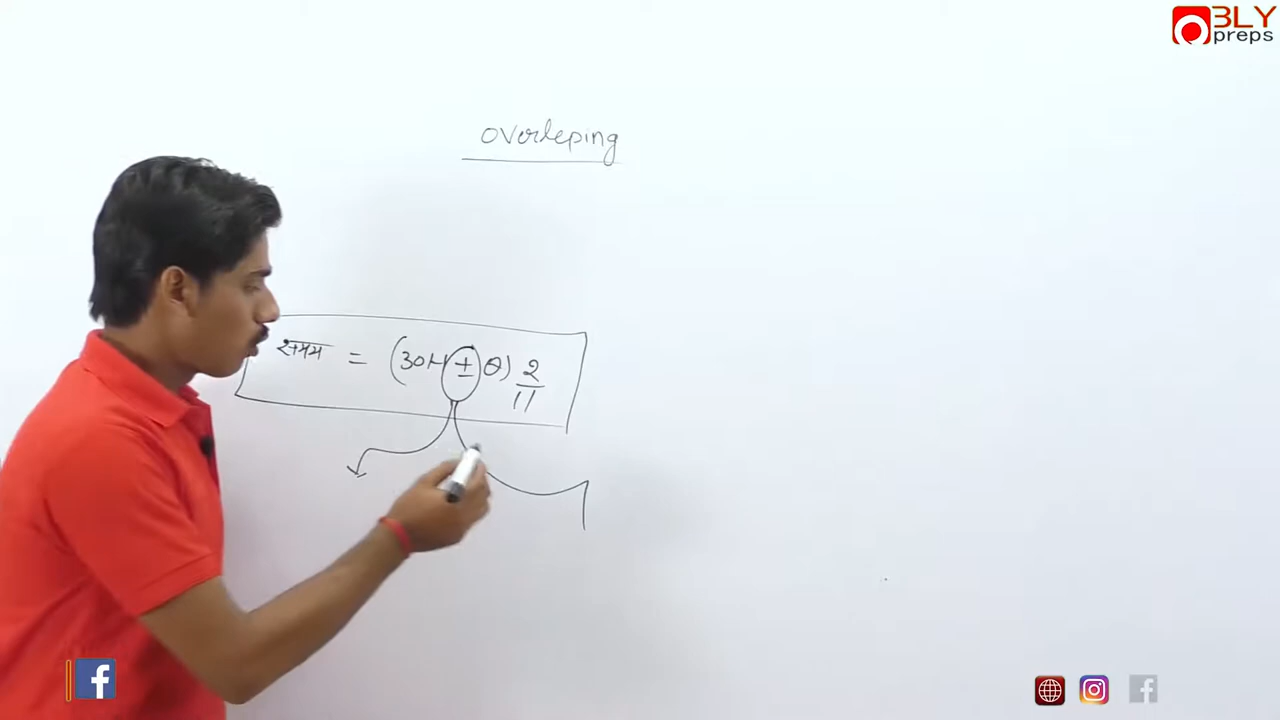 BLY
preps
overleping
समय = (30H ± θ) 2/11